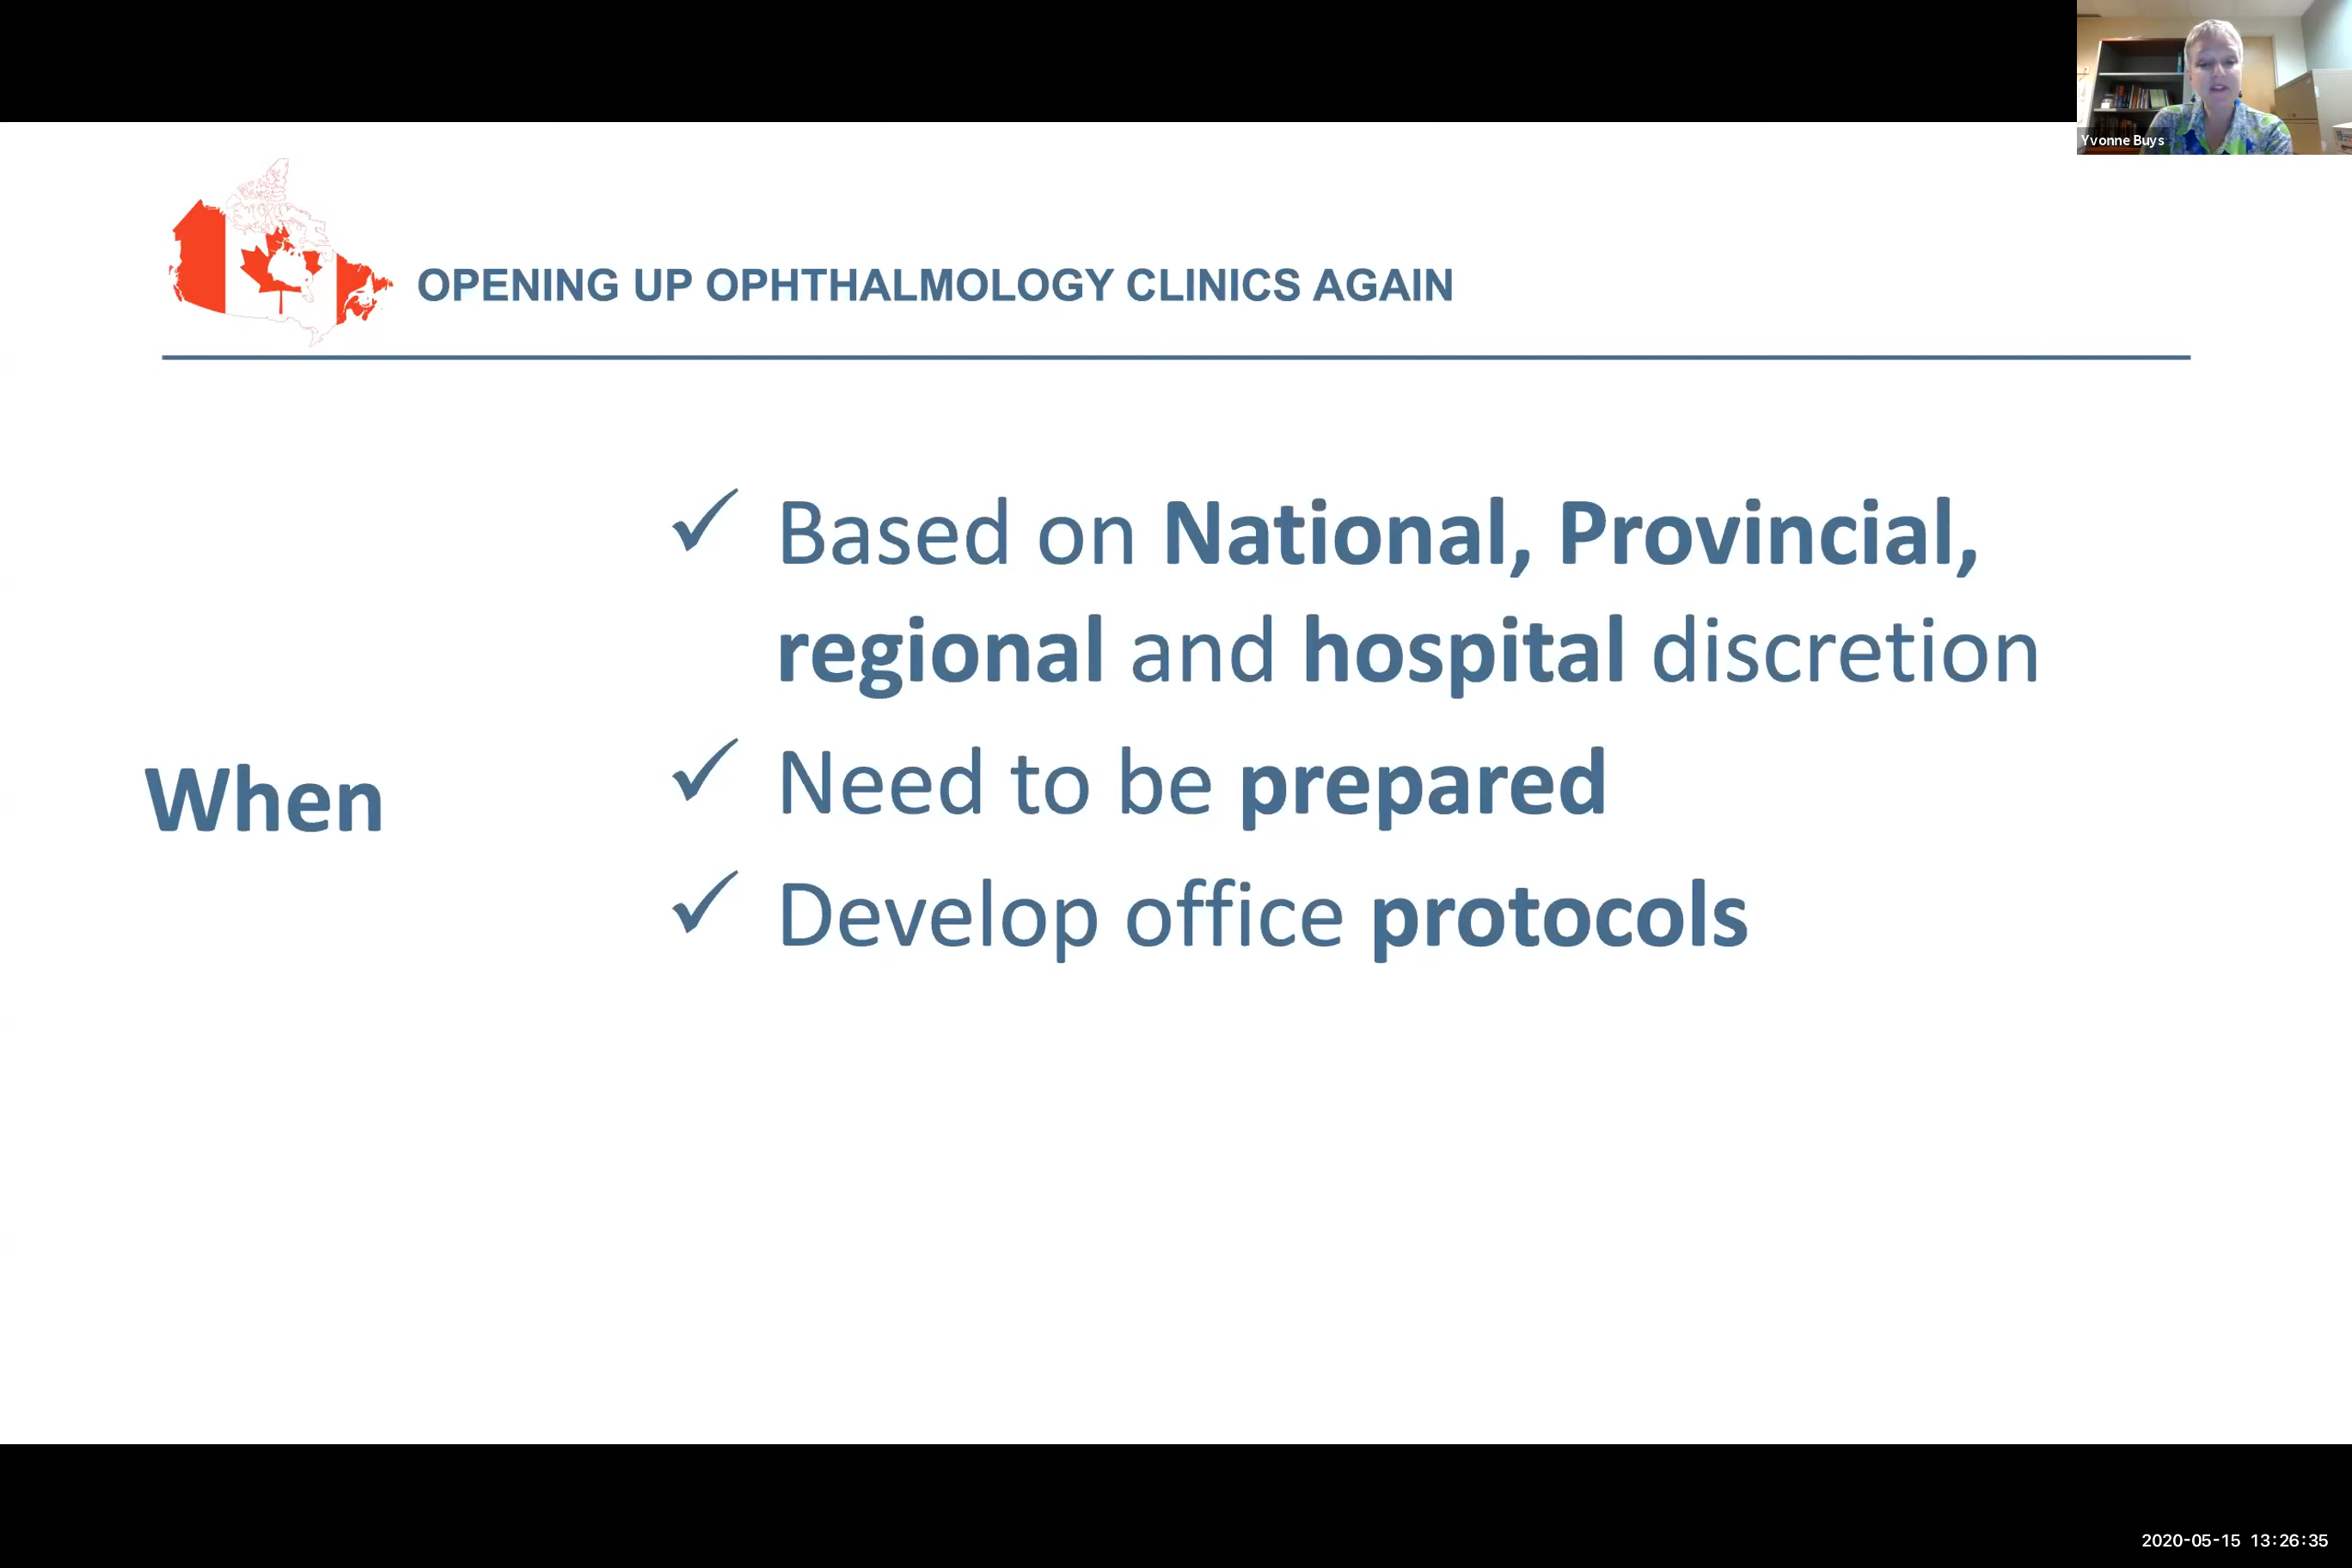 Yvonne Buys
OPENING UP OPHTHALMOLOGY CLINICS AGAIN
When
✓ Based on National, Provincial,
regional and hospital discretion
✓ Need to be prepared
✓ Develop office protocols
2020-05-15 13:26:35